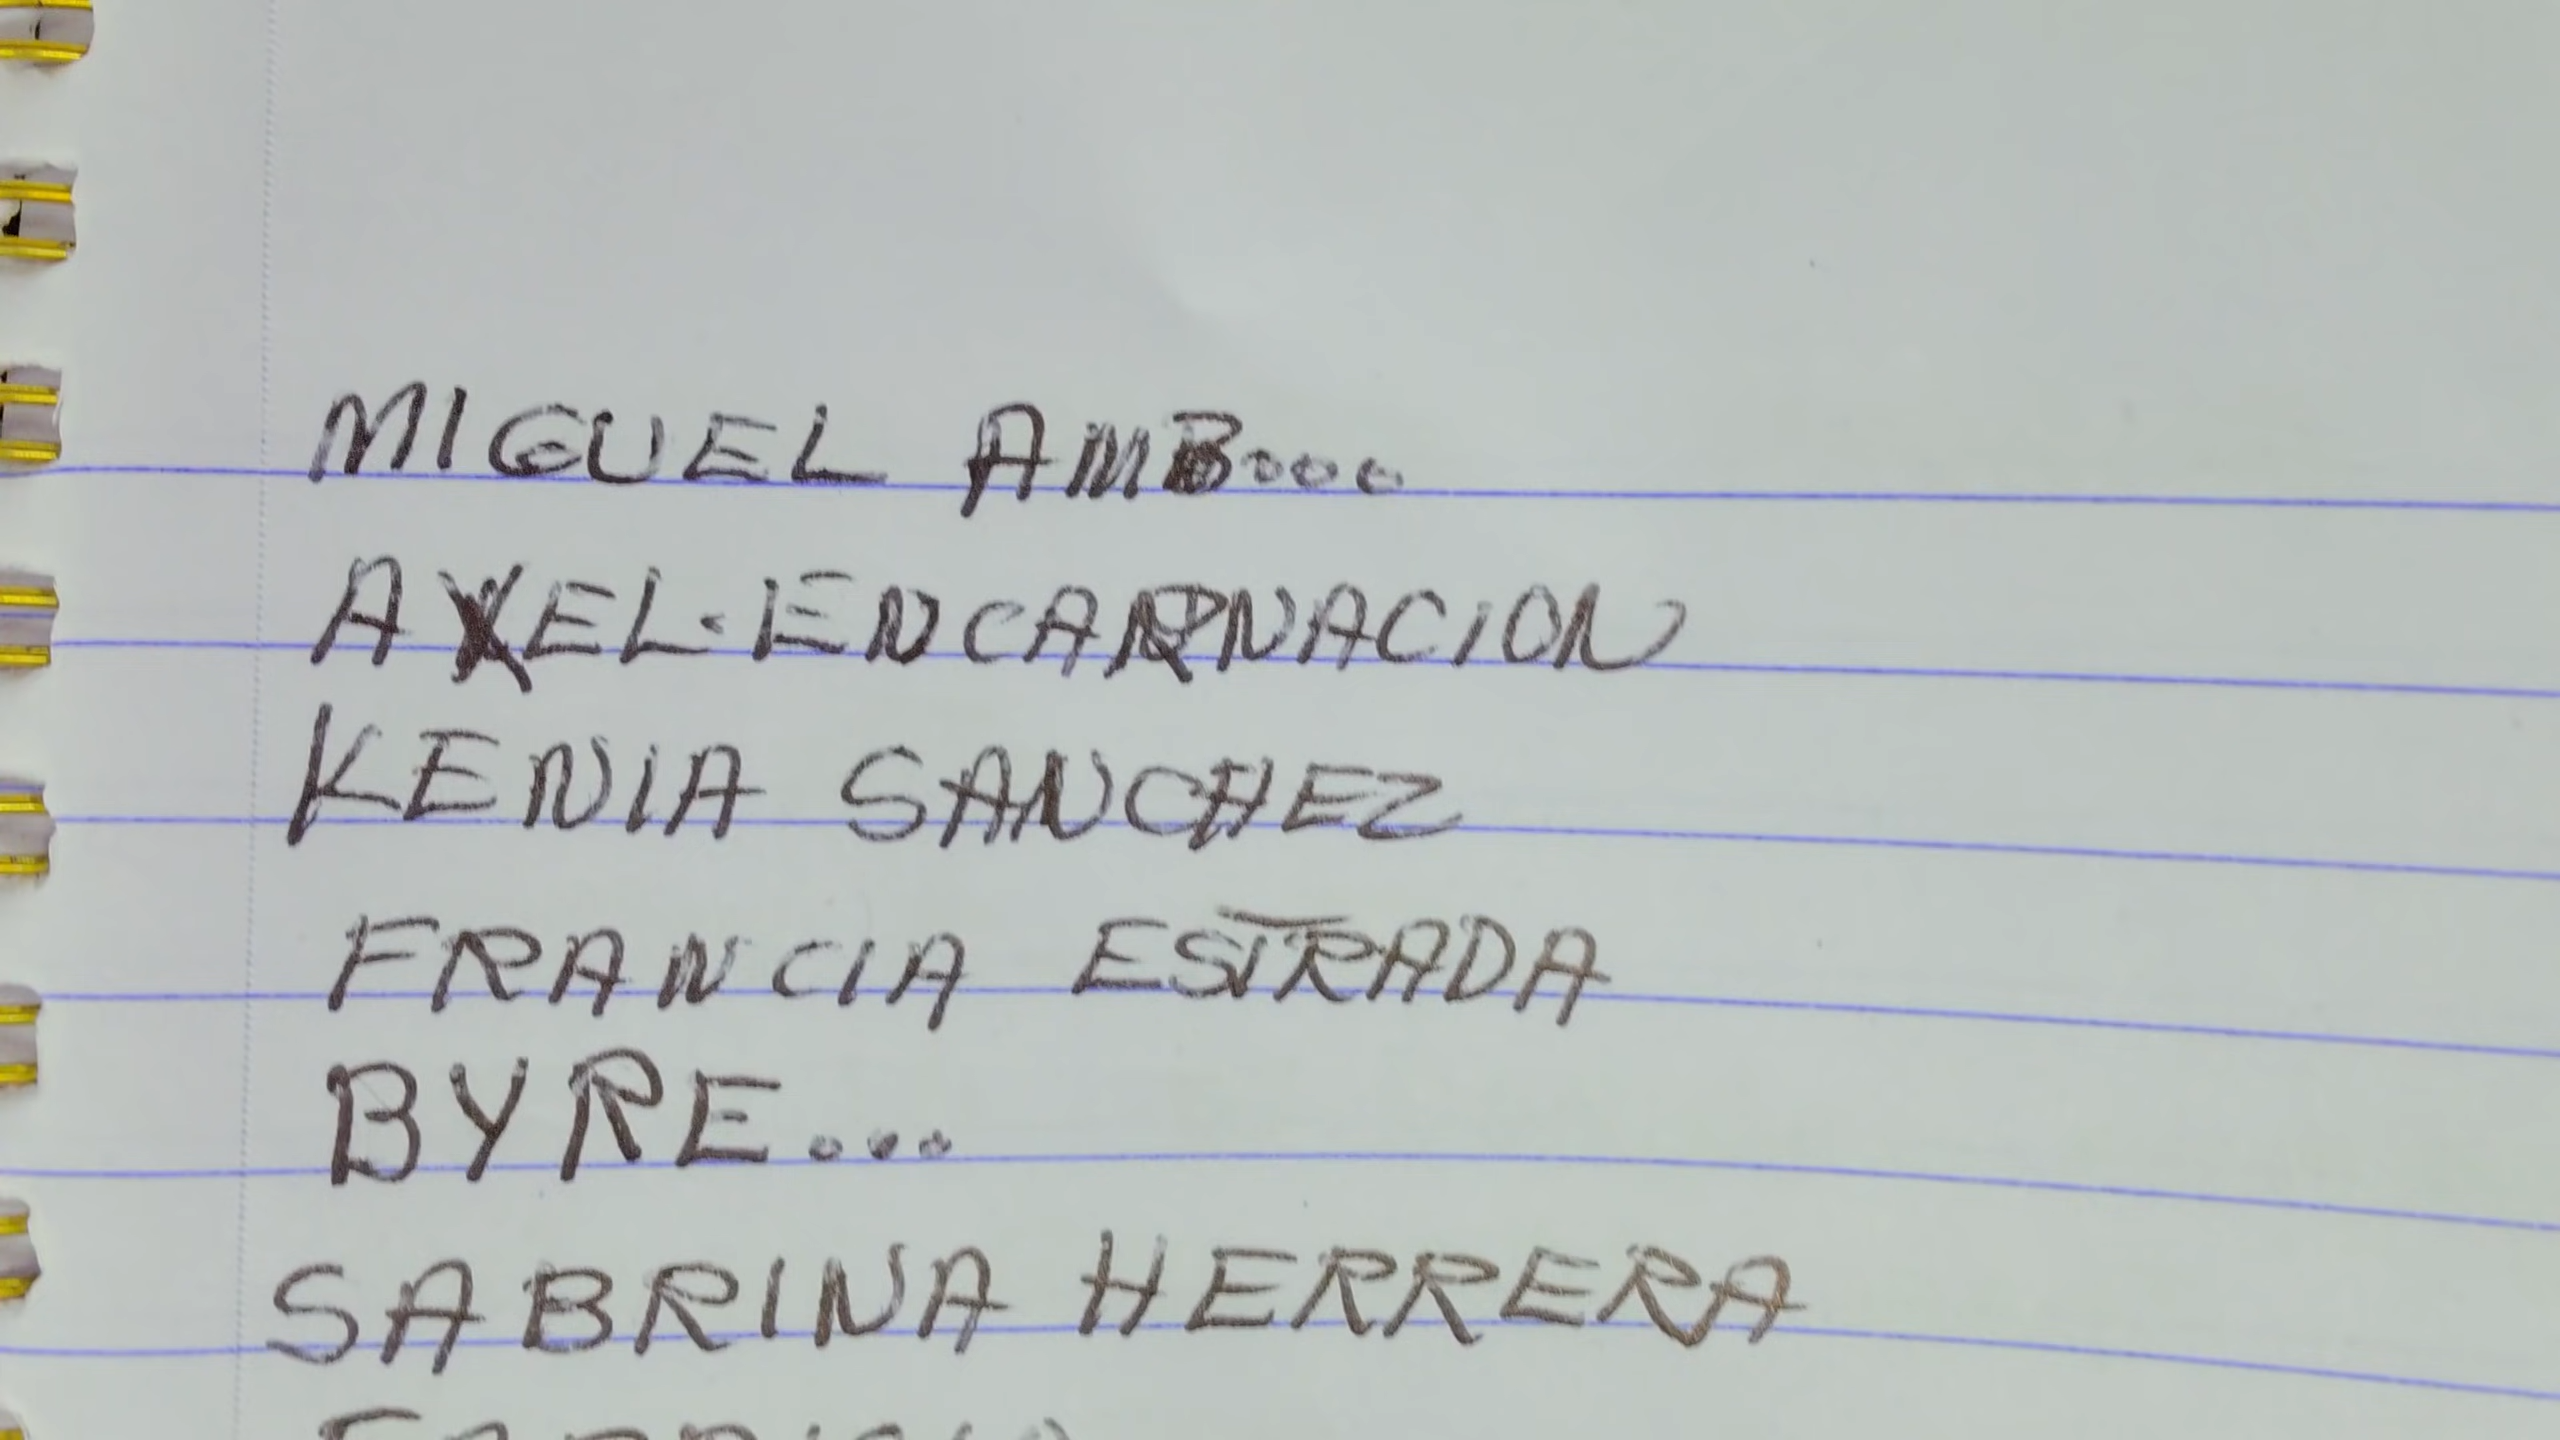 MIGUEL AMB...
AXEL. ENCARNACION
KENIA SANCHEZ
FRANCIA ESTRADA
BYRE...
SABRINA HERRERA